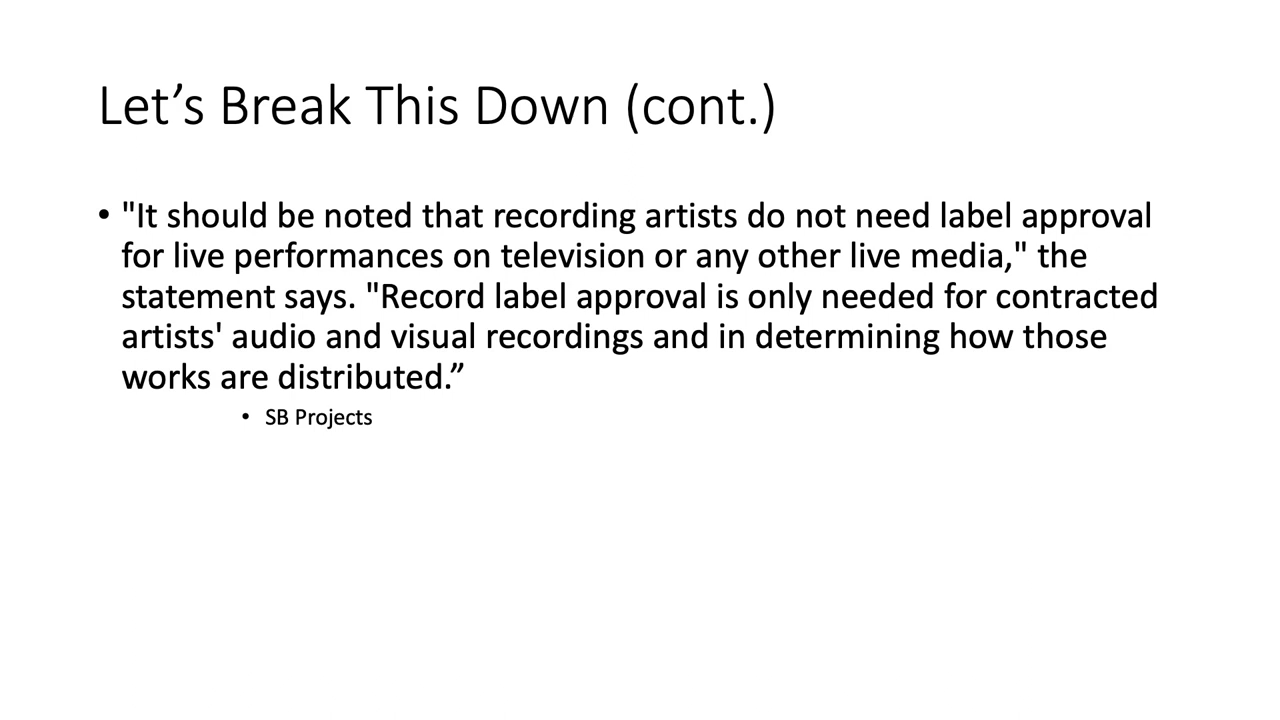 Let’s Break This Down (cont.)
• "It should be noted that recording artists do not need label approval
for live performances on television or any other live media," the
statement says. "Record label approval is only needed for contracted
artists' audio and visual recordings and in determining how those
works are distributed.”
• SB Projects